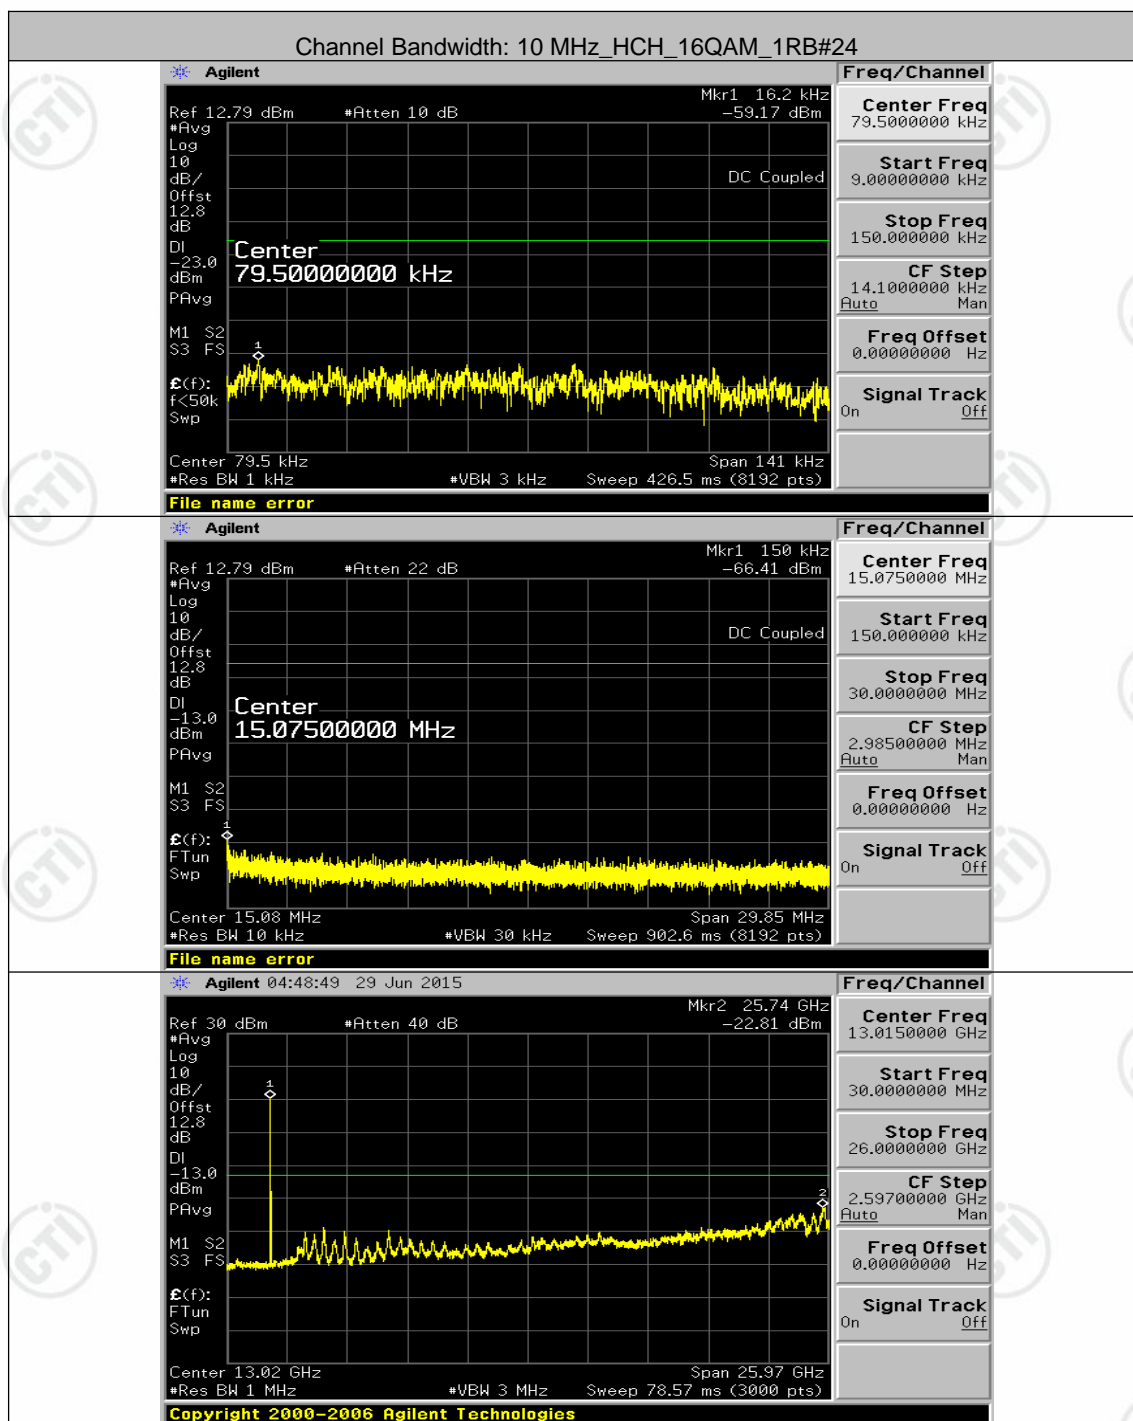 Channel Bandwidth: 10 MHz_HCH_16QAM_1RB#24
Agilent
Freq/Channel
Mkr1 16.2 kHz
Ref 12.79 dBm #Atten 10 dB -59.17 dBm
#Avg
Log
10
dB/
Offst
12.8
dB
DI
-23.0
dBm
PAvg
M1 S2
S3 FS
£(f):
f<50k
Swp
DC Coupled
Center
79.50000000 kHz
1
Center 79.5 kHz Span 141 kHz
#Res BW 1 kHz #VBW 3 kHz Sweep 426.5 ms (8192 pts)
File name error
Center Freq
79.5000000 kHz
Start Freq
9.00000000 kHz
Stop Freq
150.000000 kHz
CF Step
14.1000000 kHz
Auto Man
Freq Offset
0.00000000 Hz
Signal Track
On Off
Agilent
Freq/Channel
Mkr1 150 kHz
Ref 12.79 dBm #Atten 22 dB -66.41 dBm
#Avg
Log
10
dB/
Offst
12.8
dB
DI
-13.0
dBm
PAvg
M1 S2
S3 FS
£(f):
FTun
Swp
DC Coupled
Center
15.07500000 MHz
1
Center 15.08 MHz Span 29.85 MHz
#Res BW 10 kHz #VBW 30 kHz Sweep 902.6 ms (8192 pts)
File name error
Center Freq
15.0750000 MHz
Start Freq
150.000000 kHz
Stop Freq
30.0000000 MHz
CF Step
2.98500000 MHz
Auto Man
Freq Offset
0.00000000 Hz
Signal Track
On Off
Agilent 04:48:49 29 Jun 2015
Freq/Channel
Mkr2 25.74 GHz
Ref 30 dBm #Atten 40 dB -22.81 dBm
#Avg
Log
10
dB/
Offst
12.8
dB
DI
-13.0
dBm
PAvg
M1 S2
S3 FS
£(f):
FTun
Swp
1
2
Center 13.02 GHz Span 25.97 GHz
#Res BW 1 MHz #VBW 3 MHz Sweep 78.57 ms (3000 pts)
Copyright 2000-2006 Agilent Technologies
Center Freq
13.0150000 GHz
Start Freq
30.0000000 MHz
Stop Freq
26.0000000 GHz
CF Step
2.59700000 GHz
Auto Man
Freq Offset
0.00000000 Hz
Signal Track
On Off
CTI
CTI
CTI
CTI
CTI
CTI
CTI
CTI